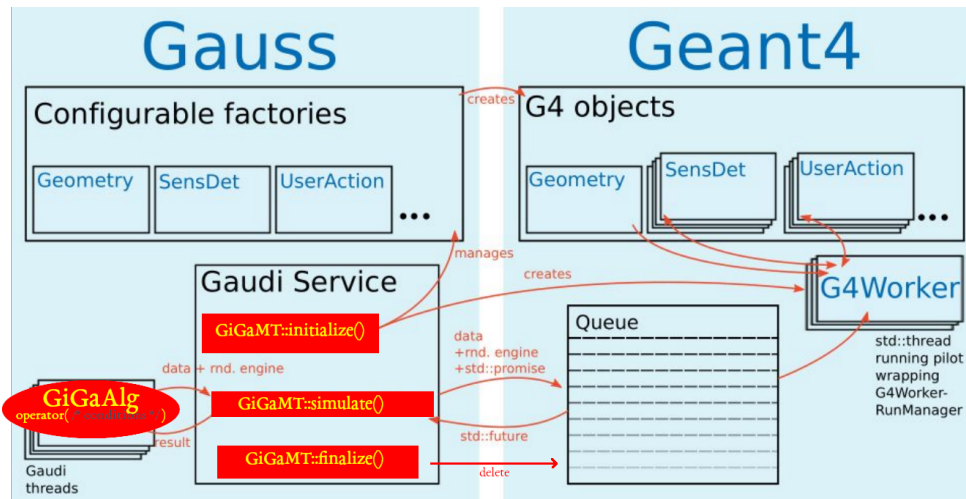 Gauss
Geant4
Configurable factories
creates
G4 objects
Geometry
SensDet
UserAction
...
Geometry
SensDet
UserAction
...
manages
Gaudi Service
creates
G4Worker
GiGaMT::initialize()
Queue
data
+rnd. engine
+std::promise
std::thread
running pilot
wrapping
G4Worker-
RunManager
data + rnd. engine
GiGaAlg
operator(/* conditions */)
GiGaMT::simulate()
result
std::future
GiGaMT::finalize()
delete
Gaudi
threads